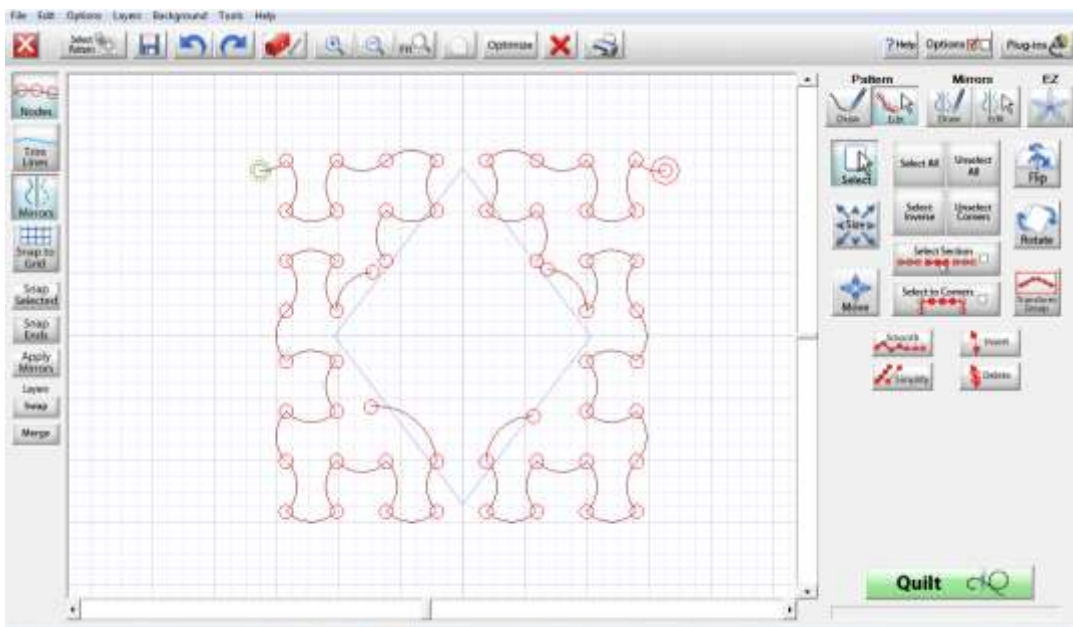 File Edit Options Layers Background Tools Help
Select
Pattern
Optimize
? Help
Options
Plug-ins
Pattern
Mirrors
EZ
Draw
Edit
Draw
Edit
Nodes
Trim
Lines
Mirrors
Snap to
Grid
Snap
Selected
Snap
Ends
Apply
Mirrors
Layers
Swap
Merge
Select
Select All
Unselect
All
Flip
Size
Select
Inverse
Unselect
Corners
Rotate
Select Section
Move
Select to Corners
Smooth
Insert
Simplify
Delete
Quilt